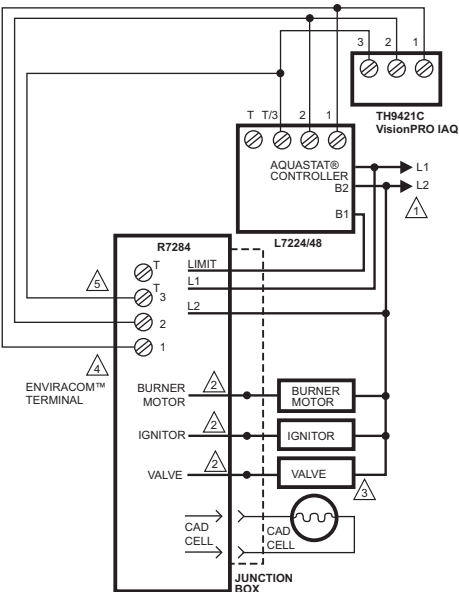 3 2 1
TH9421C
VisionPRO IAQ
T T/3 2 1
AQUASTAT®
CONTROLLER
L1
B2
L2
1
B1
L7224/48
R7284
T
LIMIT
5
T
3
L1
L2
2
1
4
ENVIRACOM™
TERMINAL
BURNER
MOTOR
2
BURNER
MOTOR
IGNITOR
2
IGNITOR
VALVE
2
VALVE
3
CAD
CELL
CAD
CELL
JUNCTION
BOX